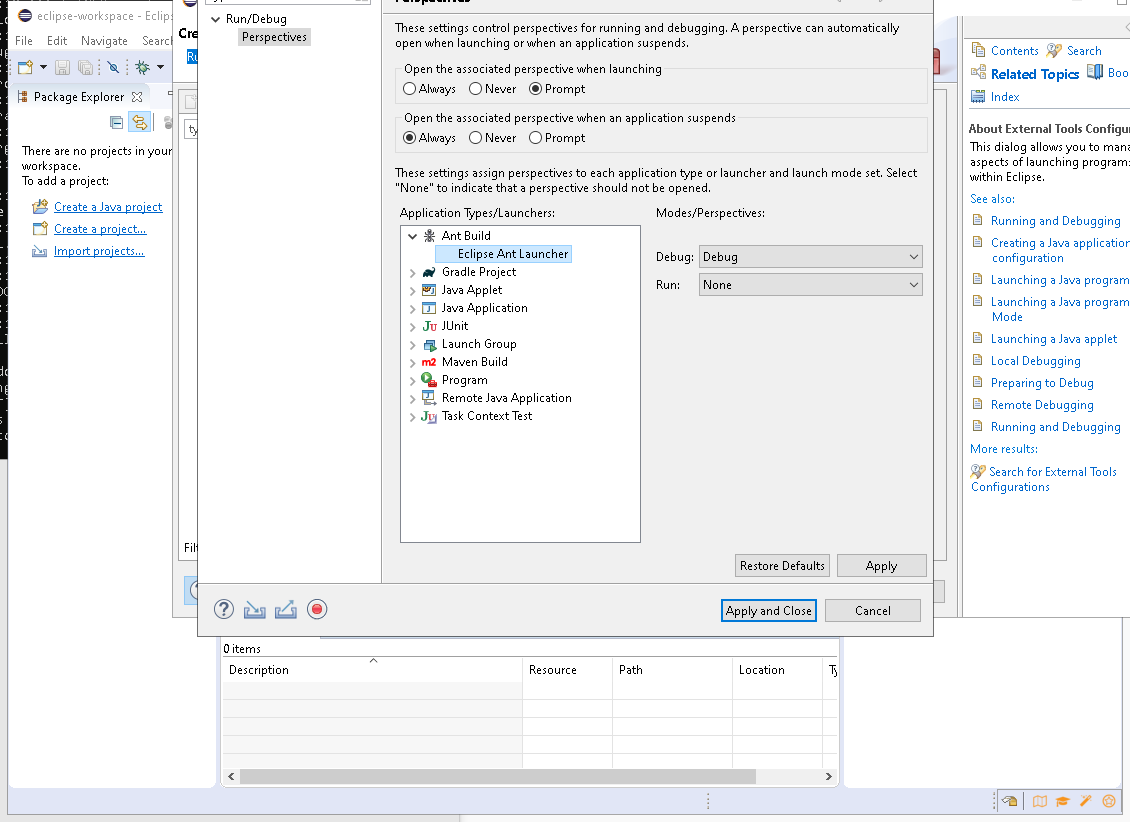 eclipse-workspace - Eclips
File Edit Navigate Searc
Package Explorer
There are no projects in your
workspace.
To add a project:
Create a Java project
Create a project...
Import projects...
Cre
Ru
ty
Filt
Run/Debug
Perspectives
Perspectives
These settings control perspectives for running and debugging. A perspective can automatically
open when launching or when an application suspends.
Open the associated perspective when launching
Always Never Prompt
Open the associated perspective when an application suspends
Always Never Prompt
These settings assign perspectives to each application type or launcher and launch mode set. Select
"None" to indicate that a perspective should not be opened.
Application Types/Launchers:
Ant Build
Eclipse Ant Launcher
Gradle Project
Java Applet
Java Application
JUnit
Launch Group
m2 Maven Build
Program
Remote Java Application
Task Context Test
Modes/Perspectives:
Debug: Debug
Run: None
Restore Defaults Apply
Apply and Close Cancel
Contents Search
Related Topics Boo
Index
About External Tools Configu
This dialog allows you to mana
aspects of launching program
within Eclipse.
See also:
Running and Debugging
Creating a Java application
configuration
Launching a Java program
Launching a Java program
Mode
Launching a Java applet
Local Debugging
Preparing to Debug
Remote Debugging
Running and Debugging
More results:
Search for External Tools
Configurations
0 items
Description Resource Path Location Ty